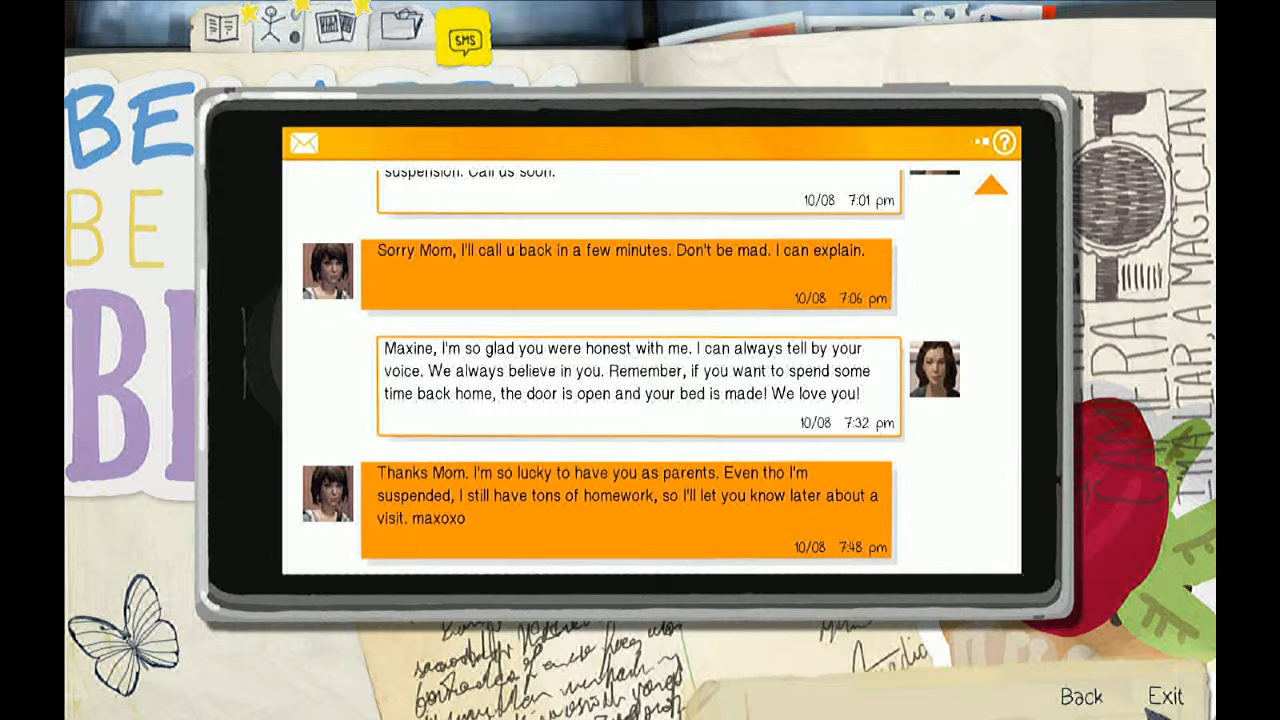 SMS
BE
BE
suspension. Call us soon.
10/08 7:01 pm
Sorry Mom, I'll call u back in a few minutes. Don't be mad. I can explain.
10/08 7:06 pm
Maxine, I'm so glad you were honest with me. I can always tell by your
voice. We always believe in you. Remember, if you want to spend some
time back home, the door is open and your bed is made! We love you!
10/08 7:32 pm
Thanks Mom. I'm so lucky to have you as parents. Even tho I'm
suspended, I still have tons of homework, so I'll let you know later about a
visit. maxoxo
10/08 7:48 pm
CAMERA
I'M A LIAR, A MAGICIAN
Back Exit